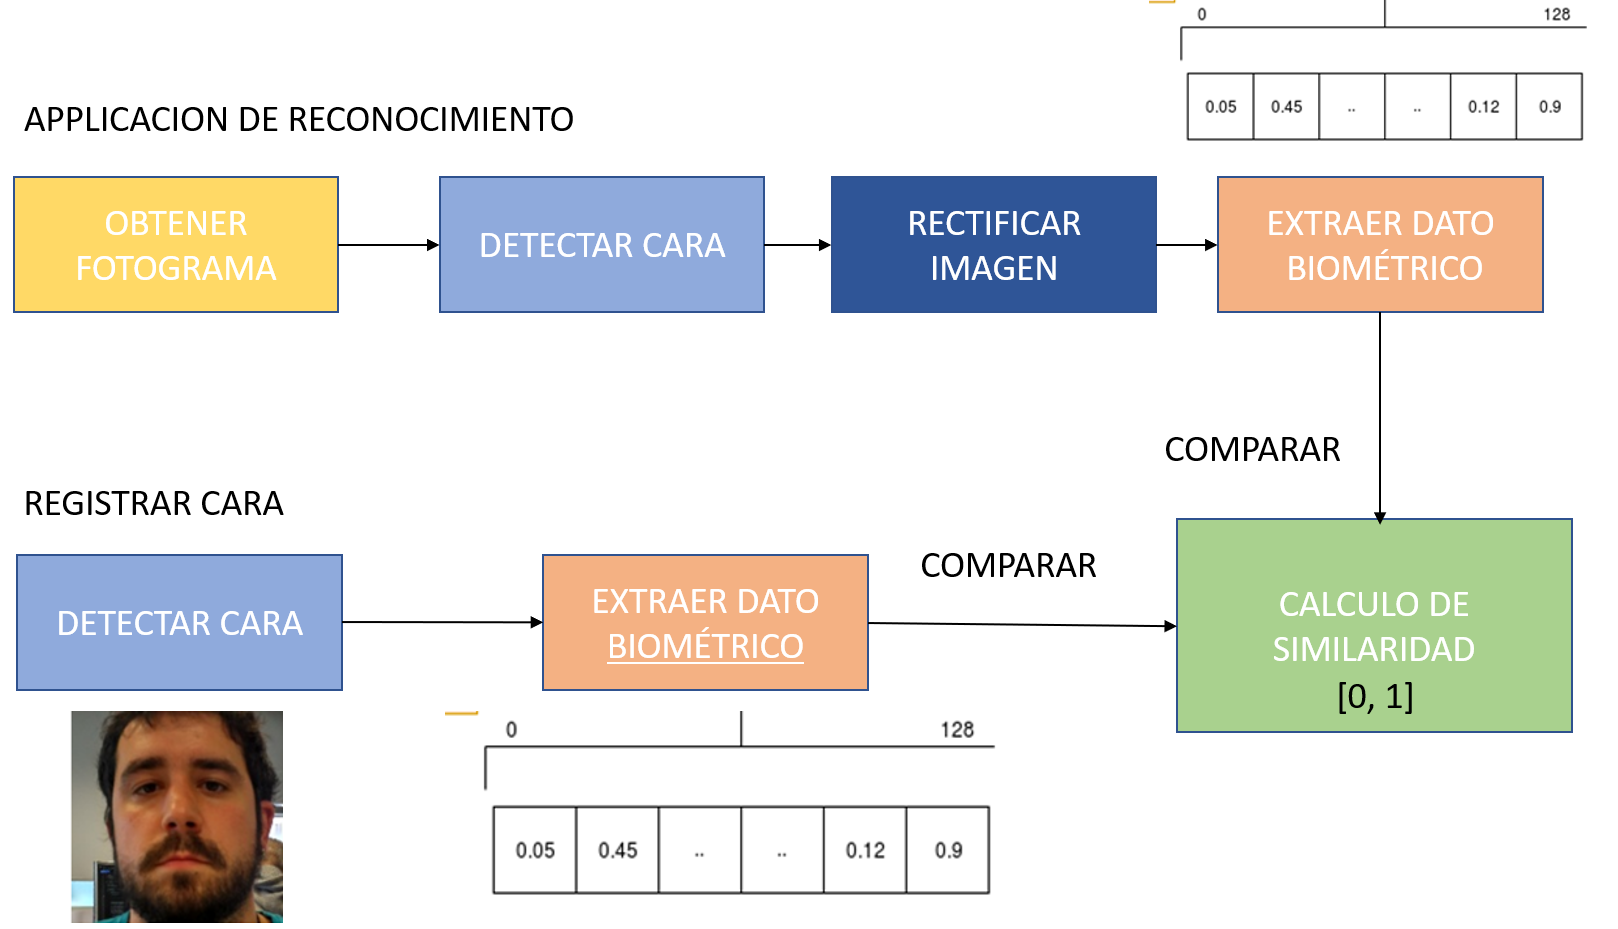 0 128
0.05 0.45 .. .. 0.12 0.9
APPLICACION DE RECONOCIMIENTO
OBTENER
FOTOGRAMA
DETECTAR CARA
RECTIFICAR
IMAGEN
EXTRAER DATO
BIOMÉTRICO
COMPARAR
REGISTRAR CARA
DETECTAR CARA
EXTRAER DATO
BIOMÉTRICO
COMPARAR
CALCULO DE
SIMILARIDAD
[0, 1]
0 128
0.05 0.45 .. .. 0.12 0.9